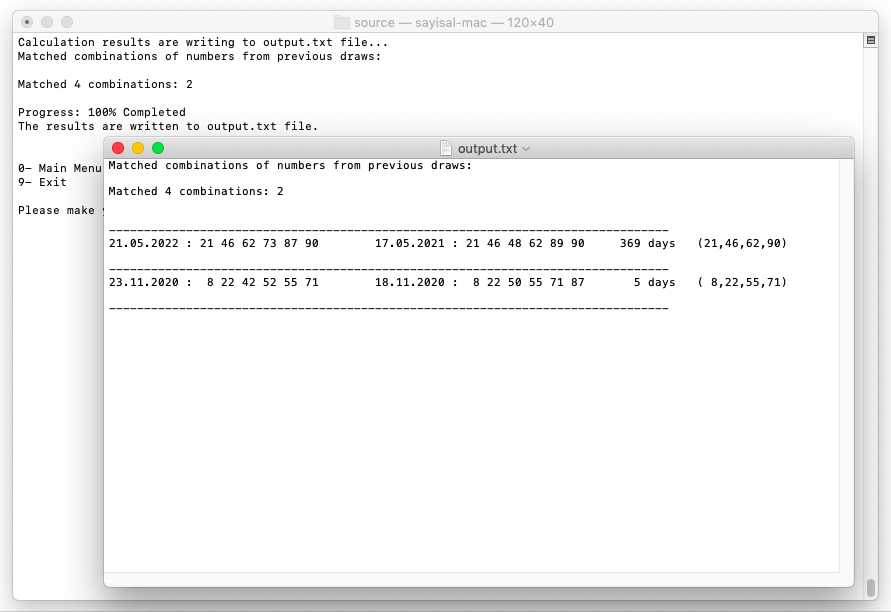 source — sayisal-mac — 120×40
Calculation results are writing to output.txt file...
Matched combinations of numbers from previous draws:
Matched 4 combinations: 2
Progress: 100% Completed
The results are written to output.txt file.
0- Main Menu
9- Exit
Please make
output.txt
Matched combinations of numbers from previous draws:
Matched 4 combinations: 2
21.05.2022 : 21 46 62 73 87 90 17.05.2021 : 21 46 48 62 89 90 369 days (21,46,62,90)
23.11.2020 : 8 22 42 52 55 71 18.11.2020 : 8 22 50 55 71 87 5 days ( 8,22,55,71)